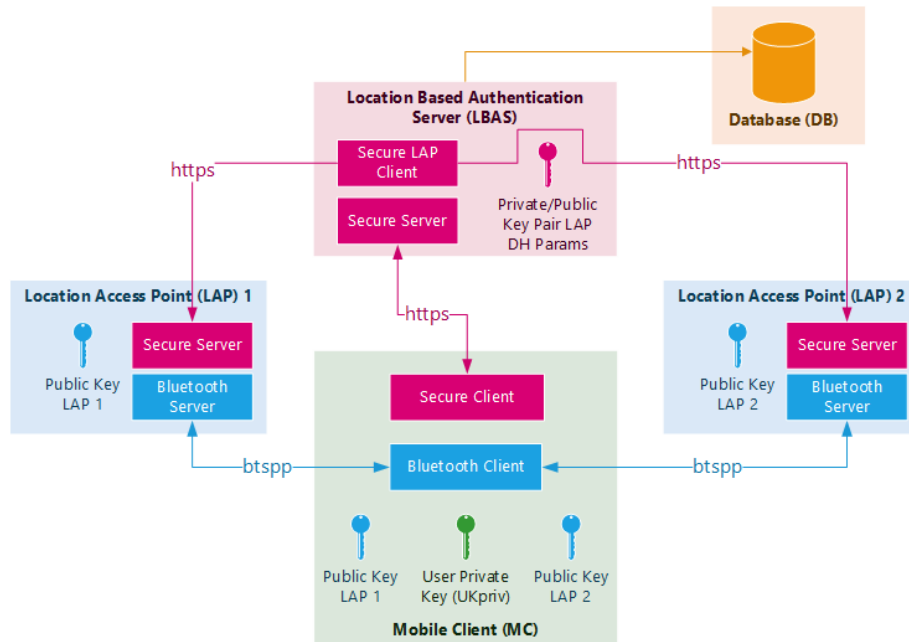 Location Based Authentication
Server (LBAS)
Database (DB)
Secure LAP
Client
https
https
Private/Public
Key Pair LAP
DH Params
Secure Server
Location Access Point (LAP) 1
Location Access Point (LAP) 2
https
Secure Server
Public Key
LAP 1
Bluetooth
Server
Secure Server
Public Key
LAP 2
Bluetooth
Server
Secure Client
btspp
Bluetooth Client
btspp
Public Key
LAP 1
User Private
Key (UKpriv)
Public Key
LAP 2
Mobile Client (MC)